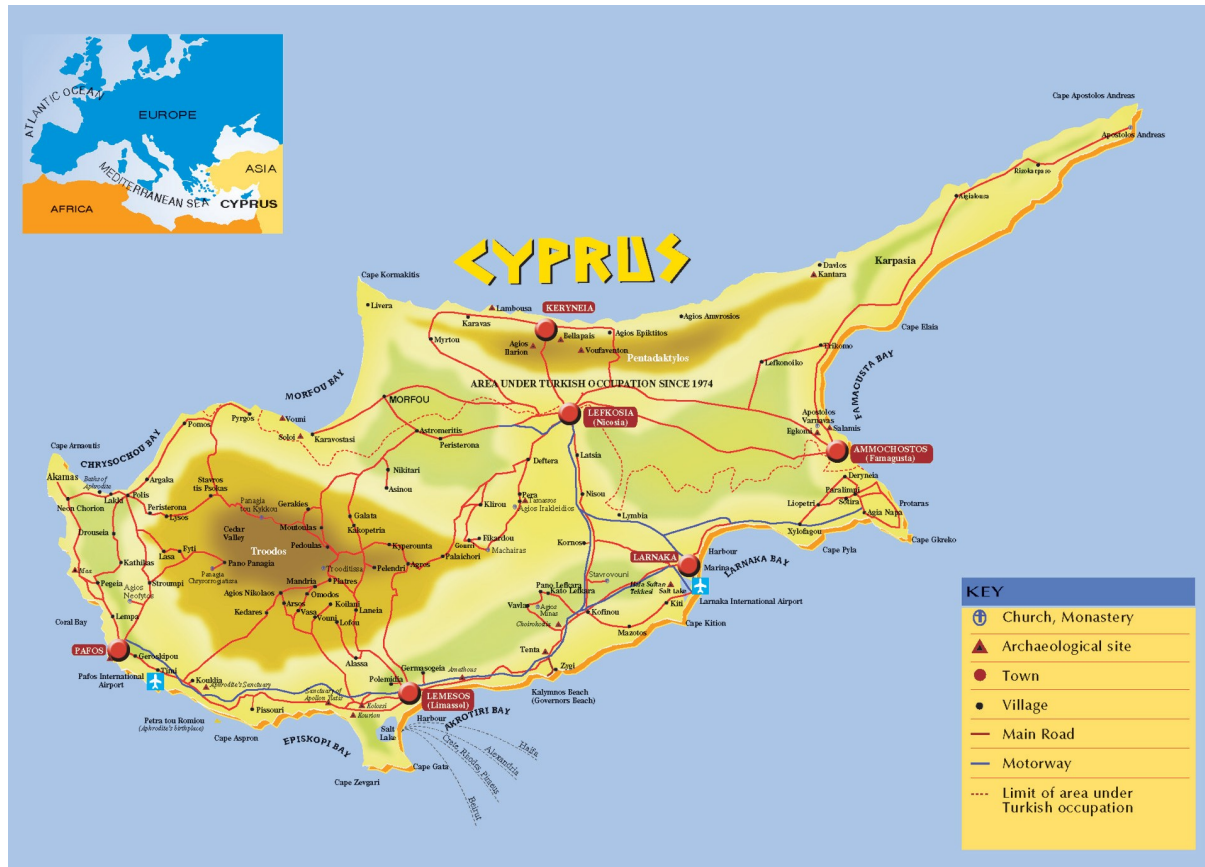 ATLANTIC OCEAN
EUROPE
ASIA
MEDITERRANEAN SEA
CYPRUS
AFRICA
CYPRUS
Cape Apostolos Andreas
Apostolos Andreas
Rizokarpaso
Aigialousa
Karpasia
Davlos
Kantara
Cape Kormakitis
Livera
Lambousa
KERYNEIA
Karavas
Agios Amvrosios
Myrtou
Bellapais
Agios Epiktitos
Agios
Ilarion
Voufaventon
Pentadaktylos
Cape Elaia
Trikomo
Lefkonoiko
FAMAGUSTA BAY
AREA UNDER TURKISH OCCUPATION SINCE 1974
MORFOU BAY
MORFOU
LEFKOSIA
(Nicosia)
Apostolos
Varnavas
Egkomi
Salamis
AMMOCHOSTOS
(Famagusta)
Pyrgos
Vouni
Pomos
Soloi
Karavostasi
Astromeritis
Peristerona
Cape Arnaoutis
CHRYSOCHOU BAY
Latsia
Deftera
Nikitari
Asinou
Akamas
Baths of
Aphrodite
Argaka
Stavros
tis Psokas
Lakki
Polis
Neon Chorion
Peristerona
Lysos
Panagia
tou Kykkou
Gerakies
Galata
Klirou
Pera
Tamassos
Agios Irakleidios
Nisou
Lymbia
Deryneia
Paralimni
Sotira
Liopetri
Protaras
Agia Napa
Xylofagou
Cape Gkreko
Cape Pyla
Drouseia
Cedar
Valley
Moutoulas
Kakopetria
Fikardou
Gourri
Machairas
Kornos
LARNAKA
Harbour
Marina
LARNAKA BAY
Fyti
Lasa
Troodos
Pedoulas
Kyperounta
Palaichori
Kathikas
Pano Panagia
Panagia
Chrysorrogiatissa
Trooditissa
Pelendri
Agros
Stavrovouni
Maa
Pegeia
Stroumpi
Mandria
Platres
Agios
Neofytos
Agios Nikolaos
Omodos
Arsos
Koilani
Laneia
Vasa
Vouni
Lofou
Kedares
Pano Lefkara
Kato Lefkara
Vavla
Agios
Minas
Choirokoitia
Kofinou
Hala Sultan
Tekkesi
Salt Lake
Kiti
Larnaka International Airport
Cape Kition
Mazotos
Coral Bay
Lempa
PAFOS
Geroskipou
Timi
Pafos International
Airport
Alassa
Polemidia
Germasogeia
Amathous
Tenta
Zygi
Kalymnos Beach
(Governors Beach)
Kouklia
Aphrodite's Sanctuary
Sanctuary of
Apollon Ylatis
Kolossi
Kourion
LEMESOS
(Limassol)
Pissouri
Petra tou Romiou
(Aphrodite's birthplace)
Cape Aspron
EPISKOPI BAY
Salt
Lake
Harbour
AKROTIRI BAY
Cape Gata
Cape Zevgari
Haifa
Alexandria
Crete, Rhodes, Piraeus
Beirut
KEY
Church, Monastery
Archaeological site
Town
Village
Main Road
Motorway
Limit of area under
Turkish occupation